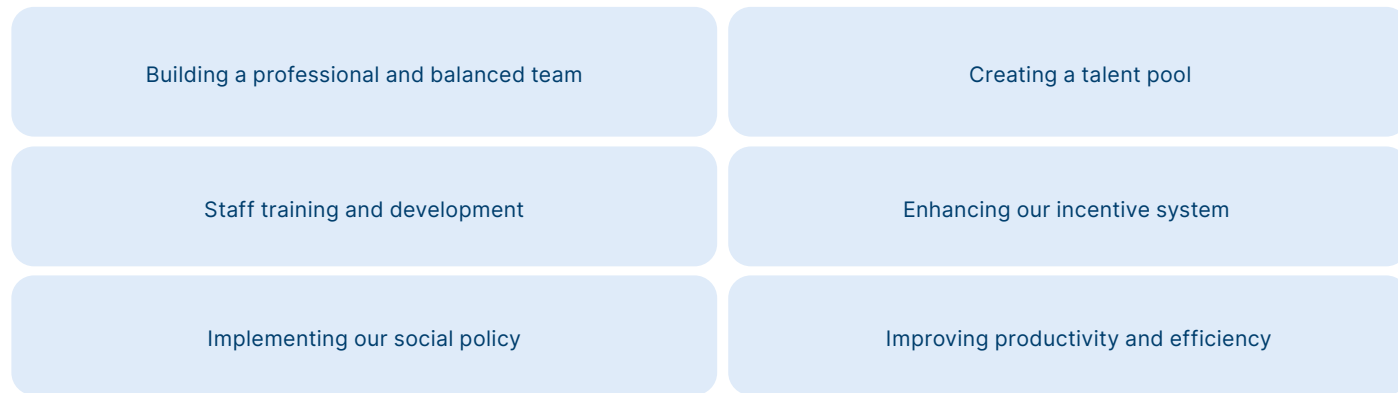 Building a professional and balanced team
Creating a talent pool
Staff training and development
Enhancing our incentive system
Implementing our social policy
Improving productivity and efficiency